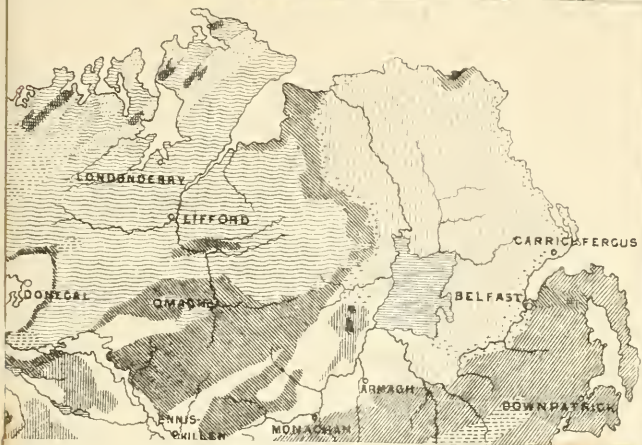 LONDONDERRY
LIFFORD
CARRICKFERGUS
DONEGAL
OMAGH
BELFAST
ARMAGH
DOWNPATRICK
ENNIS-
KILLEN
MONAGHAN